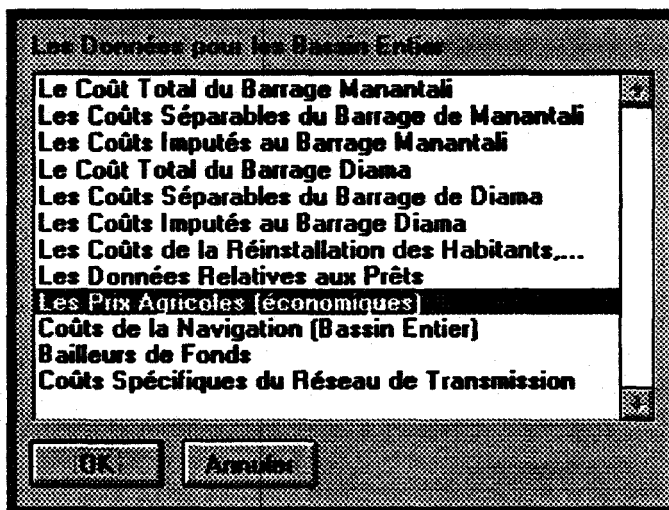 Les Données pour les Bassin Entier
Le Coût Total du Barrage Manantali
Les Coûts Séparables du Barrage de Manantali
Les Coûts Imputés au Barrage Manantali
Le Coût Total du Barrage Diama
Les Coûts Séparables du Barrage de Diama
Les Coûts Imputés au Barrage Diama
Les Coûts de la Réinstallation des Habitants,...
Les Données Relatives aux Prêts
Les Prix Agricoles (économiques)
Coûts de la Navigation (Bassin Entier)
Bailleurs de Fonds
Coûts Spécifiques du Réseau de Transmission
OK Annuler